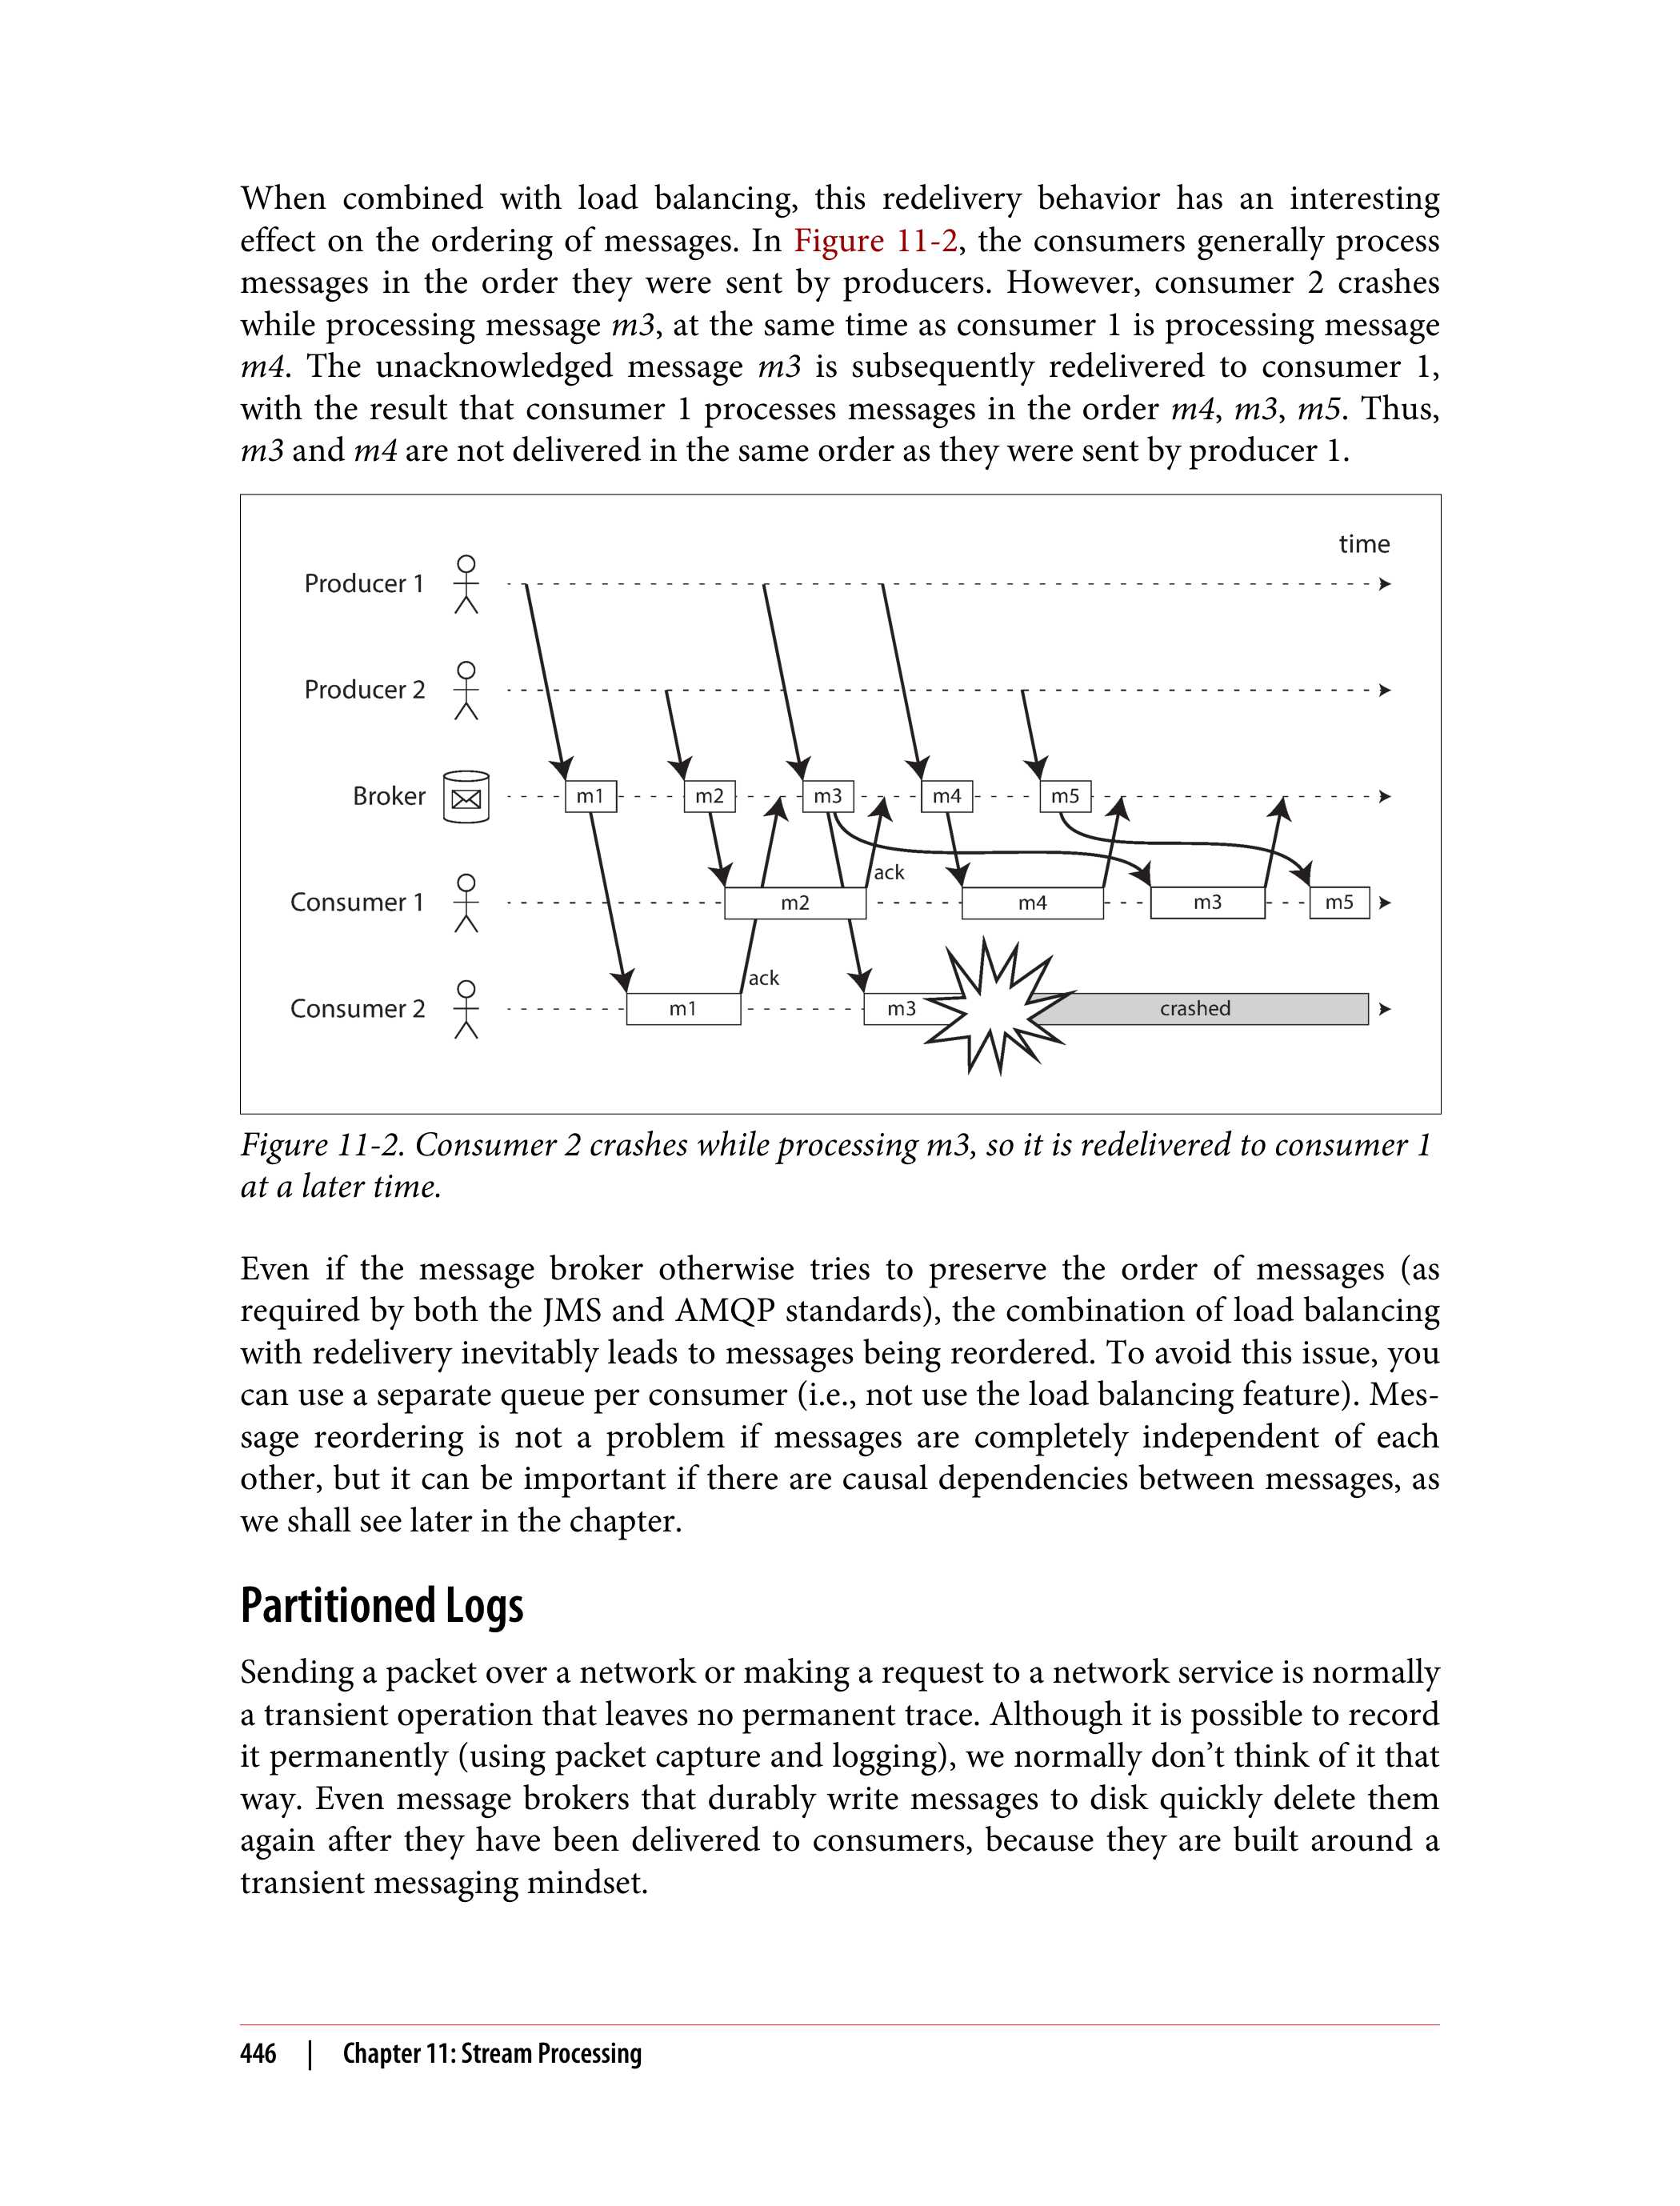 When combined with load balancing, this redelivery behavior has an interesting
effect on the ordering of messages. In Figure 11-2, the consumers generally process
messages in the order they were sent by producers. However, consumer 2 crashes
while processing message m3, at the same time as consumer 1 is processing message
m4. The unacknowledged message m3 is subsequently redelivered to consumer 1,
with the result that consumer 1 processes messages in the order m4, m3, m5. Thus,
m3 and m4 are not delivered in the same order as they were sent by producer 1.
time
Producer 1
Producer 2
Broker
m1
m2
m3
m4
m5
ack
Consumer 1
m2
m4
m3
m5
ack
Consumer 2
m1
m3
crashed
Figure 11-2. Consumer 2 crashes while processing m3, so it is redelivered to consumer 1
at a later time.
Even if the message broker otherwise tries to preserve the order of messages (as
required by both the JMS and AMQP standards), the combination of load balancing
with redelivery inevitably leads to messages being reordered. To avoid this issue, you
can use a separate queue per consumer (i.e., not use the load balancing feature). Mes-
sage reordering is not a problem if messages are completely independent of each
other, but it can be important if there are causal dependencies between messages, as
we shall see later in the chapter.
Partitioned Logs
Sending a packet over a network or making a request to a network service is normally
a transient operation that leaves no permanent trace. Although it is possible to record
it permanently (using packet capture and logging), we normally don’t think of it that
way. Even message brokers that durably write messages to disk quickly delete them
again after they have been delivered to consumers, because they are built around a
transient messaging mindset.
446 | Chapter 11: Stream Processing